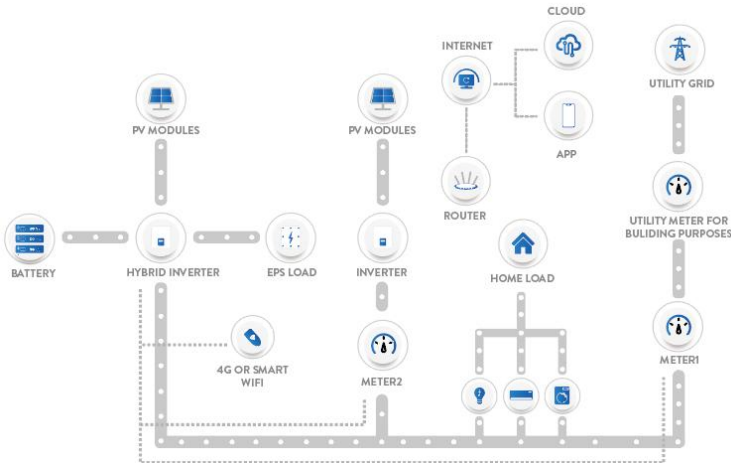 CLOUD
INTERNET
UTILITY GRID
PV MODULES
PV MODULES
APP
ROUTER
UTILITY METER FOR
BULIDING PURPOSES
BATTERY
HYBRID INVERTER
EPS LOAD
INVERTER
HOME LOAD
4G OR SMART
WIFI
METER2
METER1